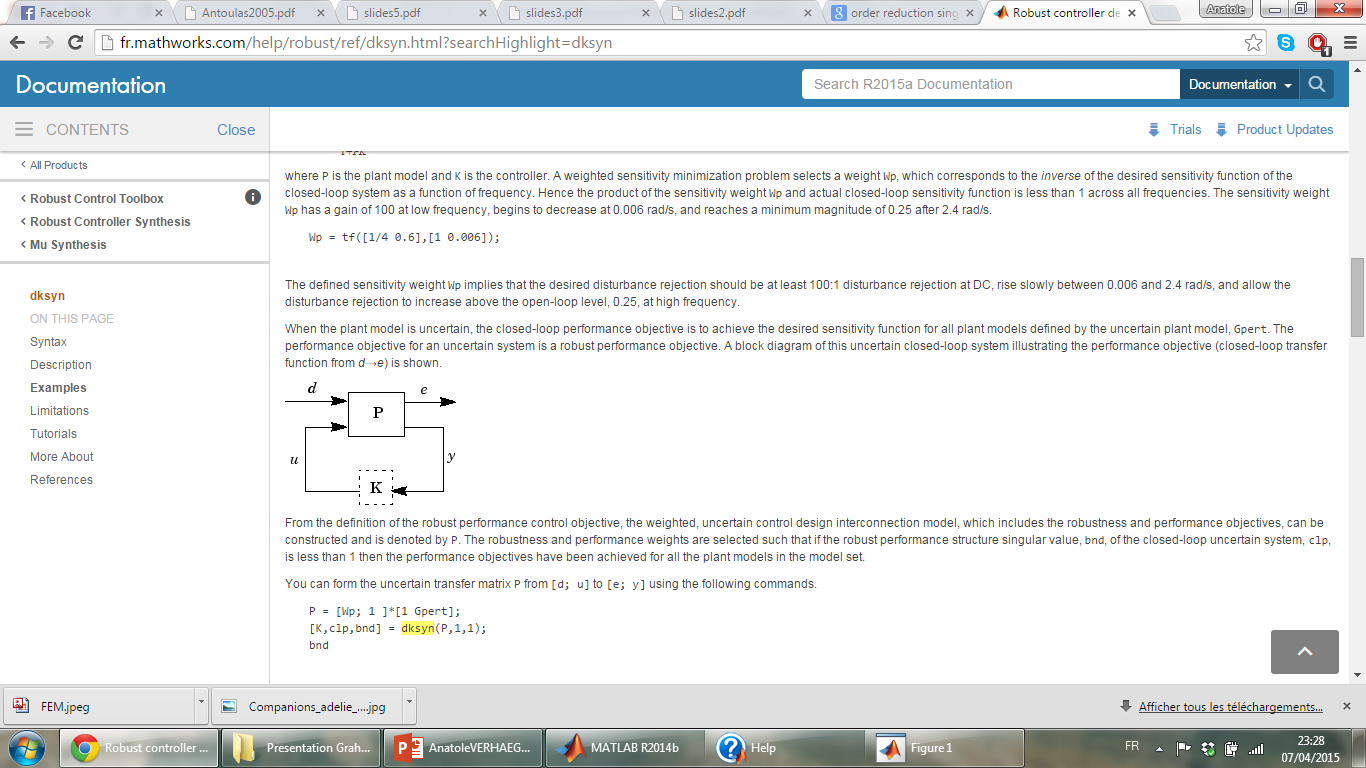 Facebook
Antoulas2005.pdf
slides5.pdf
slides3.pdf
slides2.pdf
order reduction sing
Robust controller de
Anatole
fr.mathworks.com/help/robust/ref/dksyn.html?searchHighlight=dksyn
1
Documentation
Search R2015a Documentation
Documentation
CONTENTS
Close
Trials
Product Updates
All Products
Robust Control Toolbox
Robust Controller Synthesis
Mu Synthesis
dksyn
ON THIS PAGE
Syntax
Description
Examples
Limitations
Tutorials
More About
References
where P is the plant model and K is the controller. A weighted sensitivity minimization problem selects a weight Wp, which corresponds to the inverse of the desired sensitivity function of the
closed-loop system as a function of frequency. Hence the product of the sensitivity weight Wp and actual closed-loop sensitivity function is less than 1 across all frequencies. The sensitivity weight
Wp has a gain of 100 at low frequency, begins to decrease at 0.006 rad/s, and reaches a minimum magnitude of 0.25 after 2.4 rad/s.
Wp = tf([1/4 0.6],[1 0.006]);
The defined sensitivity weight Wp implies that the desired disturbance rejection should be at least 100:1 disturbance rejection at DC, rise slowly between 0.006 and 2.4 rad/s, and allow the
disturbance rejection to increase above the open-loop level, 0.25, at high frequency.
When the plant model is uncertain, the closed-loop performance objective is to achieve the desired sensitivity function for all plant models defined by the uncertain plant model, Gpert. The
performance objective for an uncertain system is a robust performance objective. A block diagram of this uncertain closed-loop system illustrating the performance objective (closed-loop transfer
function from d→e) is shown.
d
e
P
u
y
K
From the definition of the robust performance control objective, the weighted, uncertain control design interconnection model, which includes the robustness and performance objectives, can be
constructed and is denoted by P. The robustness and performance weights are selected such that if the robust performance structure singular value, bnd, of the closed-loop uncertain system, clp,
is less than 1 then the performance objectives have been achieved for all the plant models in the model set.
You can form the uncertain transfer matrix P from [d; u] to [e; y] using the following commands.
P = [Wp; 1 ]*[1 Gpert];
[K,clp,bnd] = dksyn(P,1,1);
bnd
FEM.jpeg
Companions_adelie_....jpg
Afficher tous les téléchargements...
Robust controller ...
Presentation Grah...
AnatoleVERHAEG...
MATLAB R2014b
Help
Figure 1
FR
23:28
07/04/2015